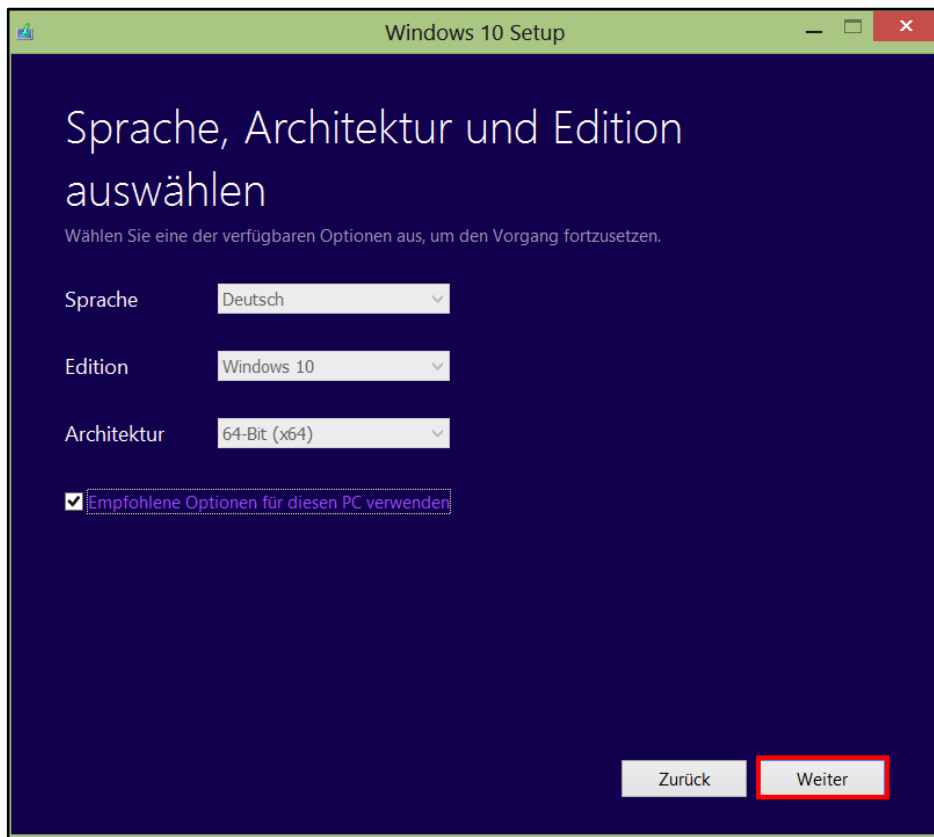 Windows 10 Setup
Sprache, Architektur und Edition
auswählen
Wählen Sie eine der verfügbaren Optionen aus, um den Vorgang fortzusetzen.
Sprache Deutsch
Edition Windows 10
Architektur 64-Bit (x64)
Empfohlene Optionen für diesen PC verwenden
Zurück Weiter